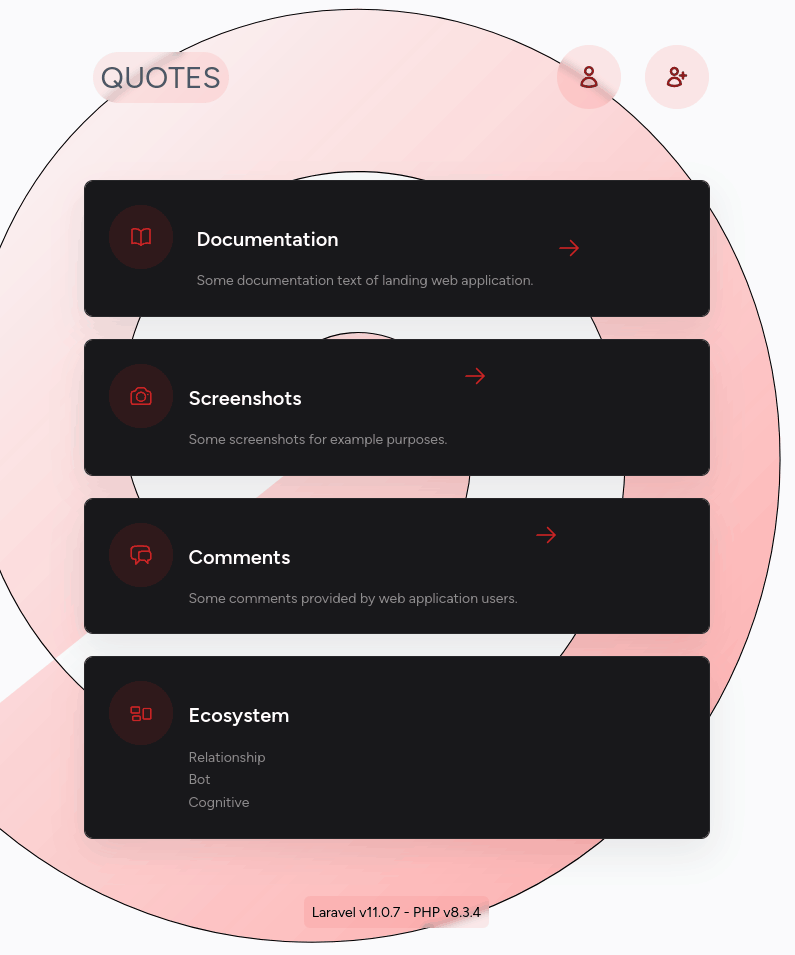 QUOTES
Documentation
Some documentation text of landing web application.
Screenshots
Some screenshots for example purposes.
Comments
Some comments provided by web application users.
Ecosystem
Relationship
Bot
Cognitive
Laravel v11.0.7 - PHP v8.3.4